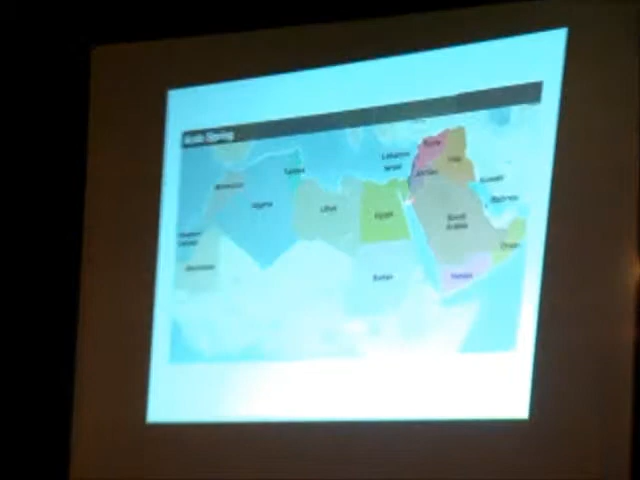 Arab Spring
Syria
Lebanon
Iraq
Israel
Jordan
Tunisia
Kuwait
Morocco
Algeria
Libya
Egypt
Bahrain
Saudi
Arabia
Western
Sahara
Oman
Mauritania
Sudan
Yemen